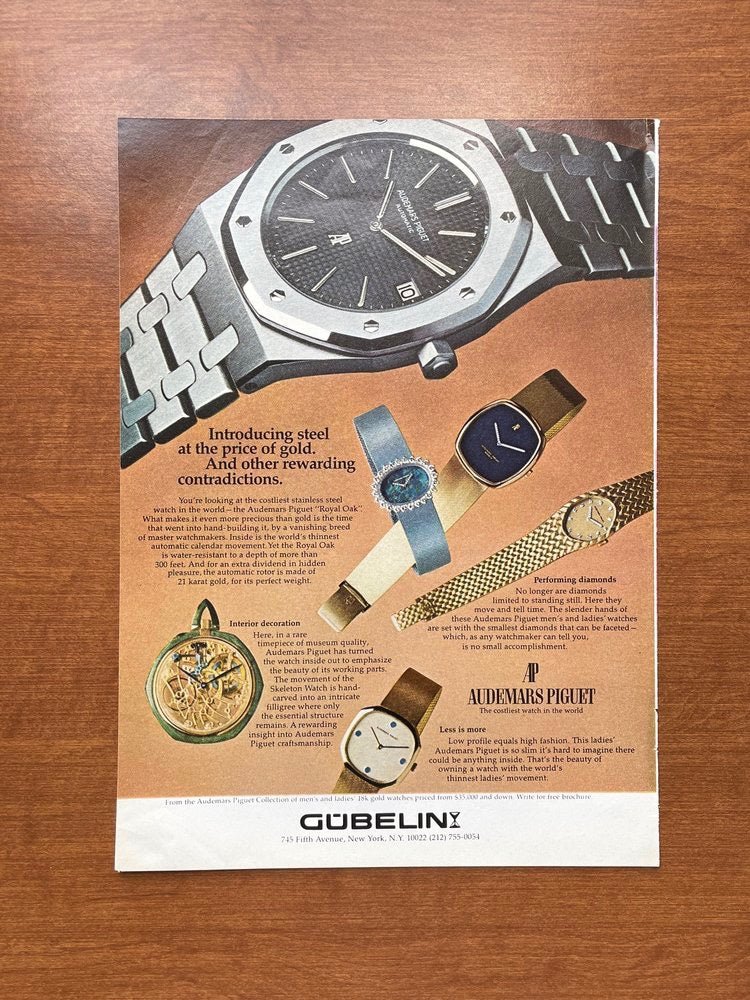 AUDEMARS PIGUET
AUTOMATIC
AP
10
Introducing steel
at the price of gold.
And other rewarding
contradictions.
You're looking at the costliest stainless steel
watch in the world—the Audemars Piguet "Royal Oak".
What makes it even more precious than gold is the time
that went into hand-building it, by a vanishing breed
of master watchmakers. Inside is the world's thinnest
automatic calendar movement. Yet the Royal Oak
is water-resistant to a depth of more than
300 feet. And for an extra dividend in hidden
pleasure, the automatic rotor is made of
21 karat gold, for its perfect weight.
Performing diamonds
No longer are diamonds
limited to standing still. Here they
move and tell time. The slender hands of
these Audemars Piguet men's and ladies' watches
are set with the smallest diamonds that can be faceted—
which, as any watchmaker can tell you,
is no small accomplishment.
Interior decoration
Here, in a rare
timepiece of museum quality,
Audemars Piguet has turned
the watch inside out to emphasize
the beauty of its working parts.
The movement of the
Skeleton Watch is hand-
carved into an intricate
filligree where only
the essential structure
remains. A rewarding
insight into Audemars
Piguet craftsmanship.
AP
AUDEMARS PIGUET
The costliest watch in the world
Less is more
Low profile equals high fashion. This ladies'
Audemars Piguet is so slim it's hard to imagine there
could be anything inside. That's the beauty of
owning a watch with the world's
thinnest ladies' movement.
From the Audemars Piguet Collection of men's and ladies' 18k gold watches priced from $35,000 and down. Write for free brochure.
GÜBELIN
745 Fifth Avenue, New York, N.Y. 10022 (212) 755-0054